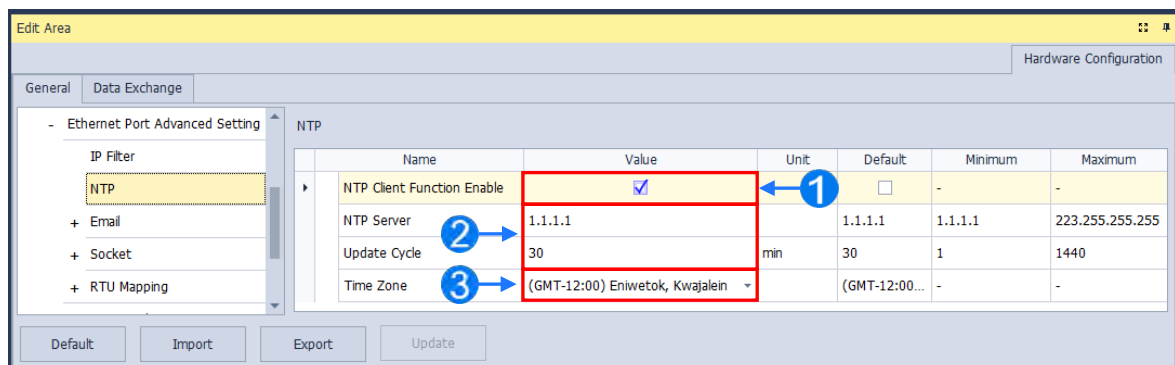 Edit Area
Hardware Configuration
General Data Exchange
- Ethernet Port Advanced Setting
IP Filter
NTP
+ Email
+ Socket
+ RTU Mapping
NTP
Name Value Unit Default Minimum Maximum
NTP Client Function Enable - -
1
NTP Server 1.1.1.1 1.1.1.1 1.1.1.1 223.255.255.255
2
Update Cycle 30 min 30 1 1440
Time Zone 3 (GMT-12:00) Eniwetok, Kwajalein (GMT-12:00... - -
Default Import Export Update